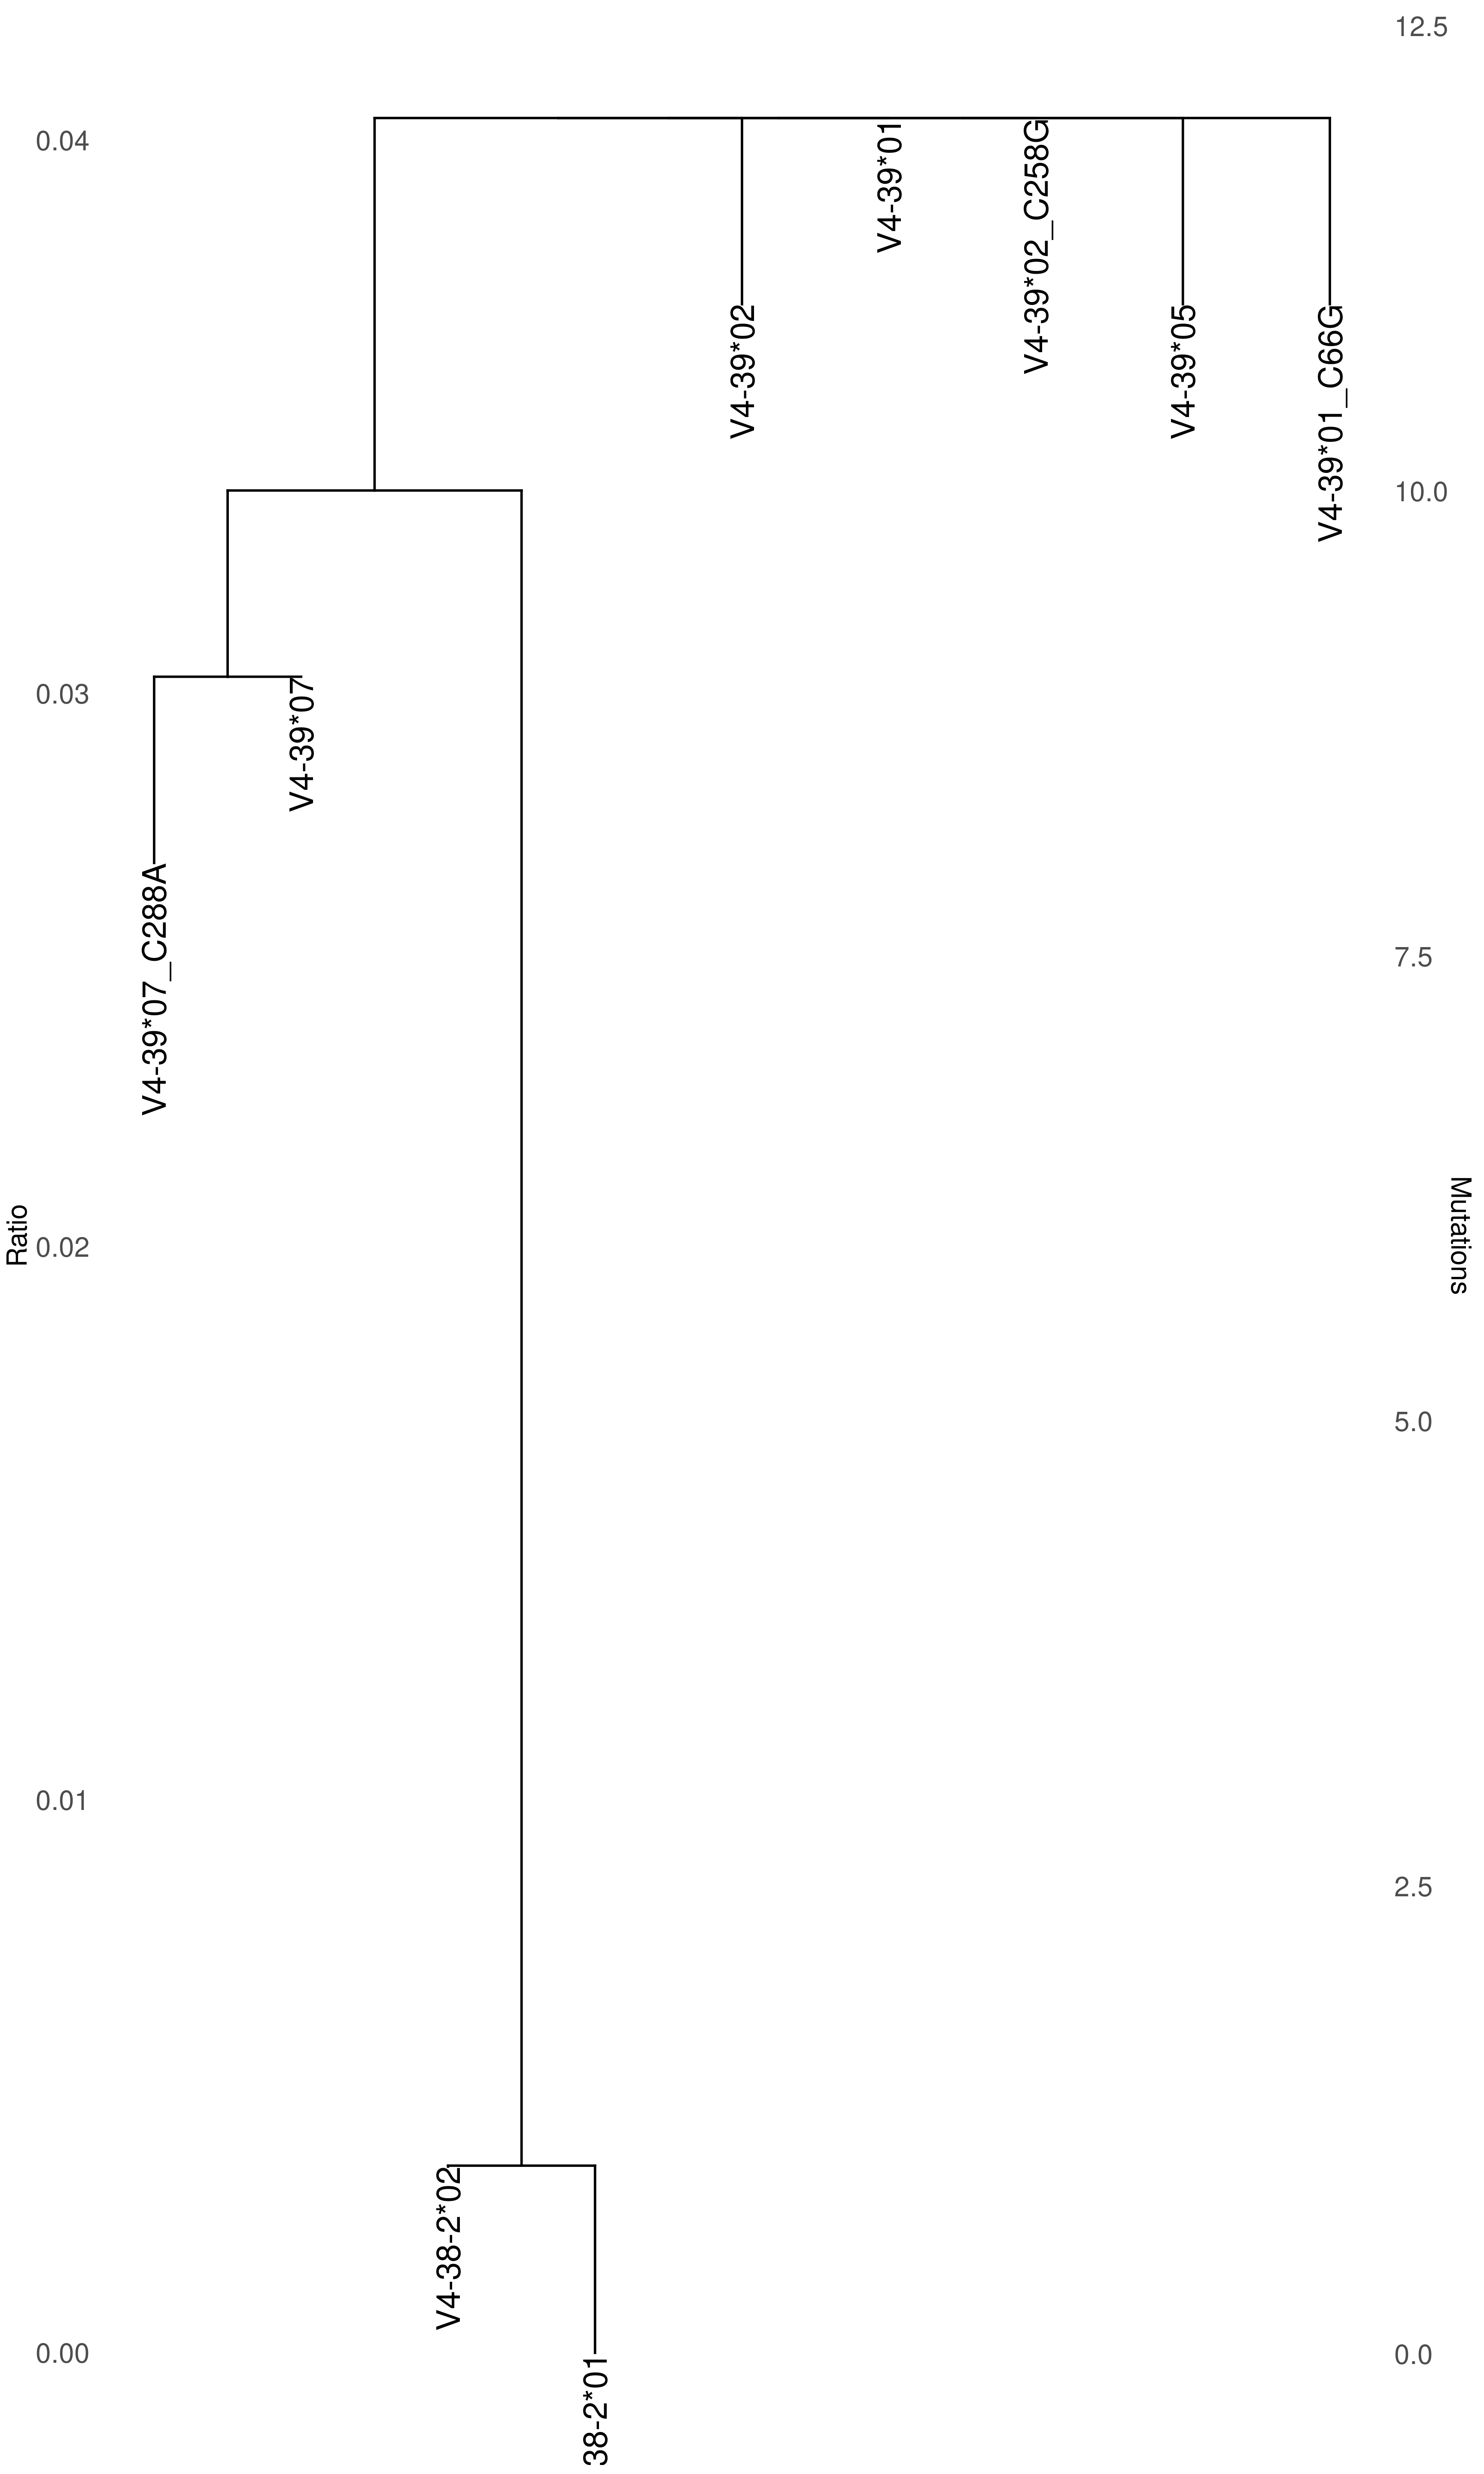 12.5
0.04
V4-39*01
V4-39*02_C258G
V4-39*02
V4-39*05
V4-39*01_C66G
10.0
0.03
V4-39*07
V4-39*07_C288A
7.5
Ratio
0.02
Mutations
5.0
0.01
2.5
V4-38-2*02
0.00
0.0
38-2*01